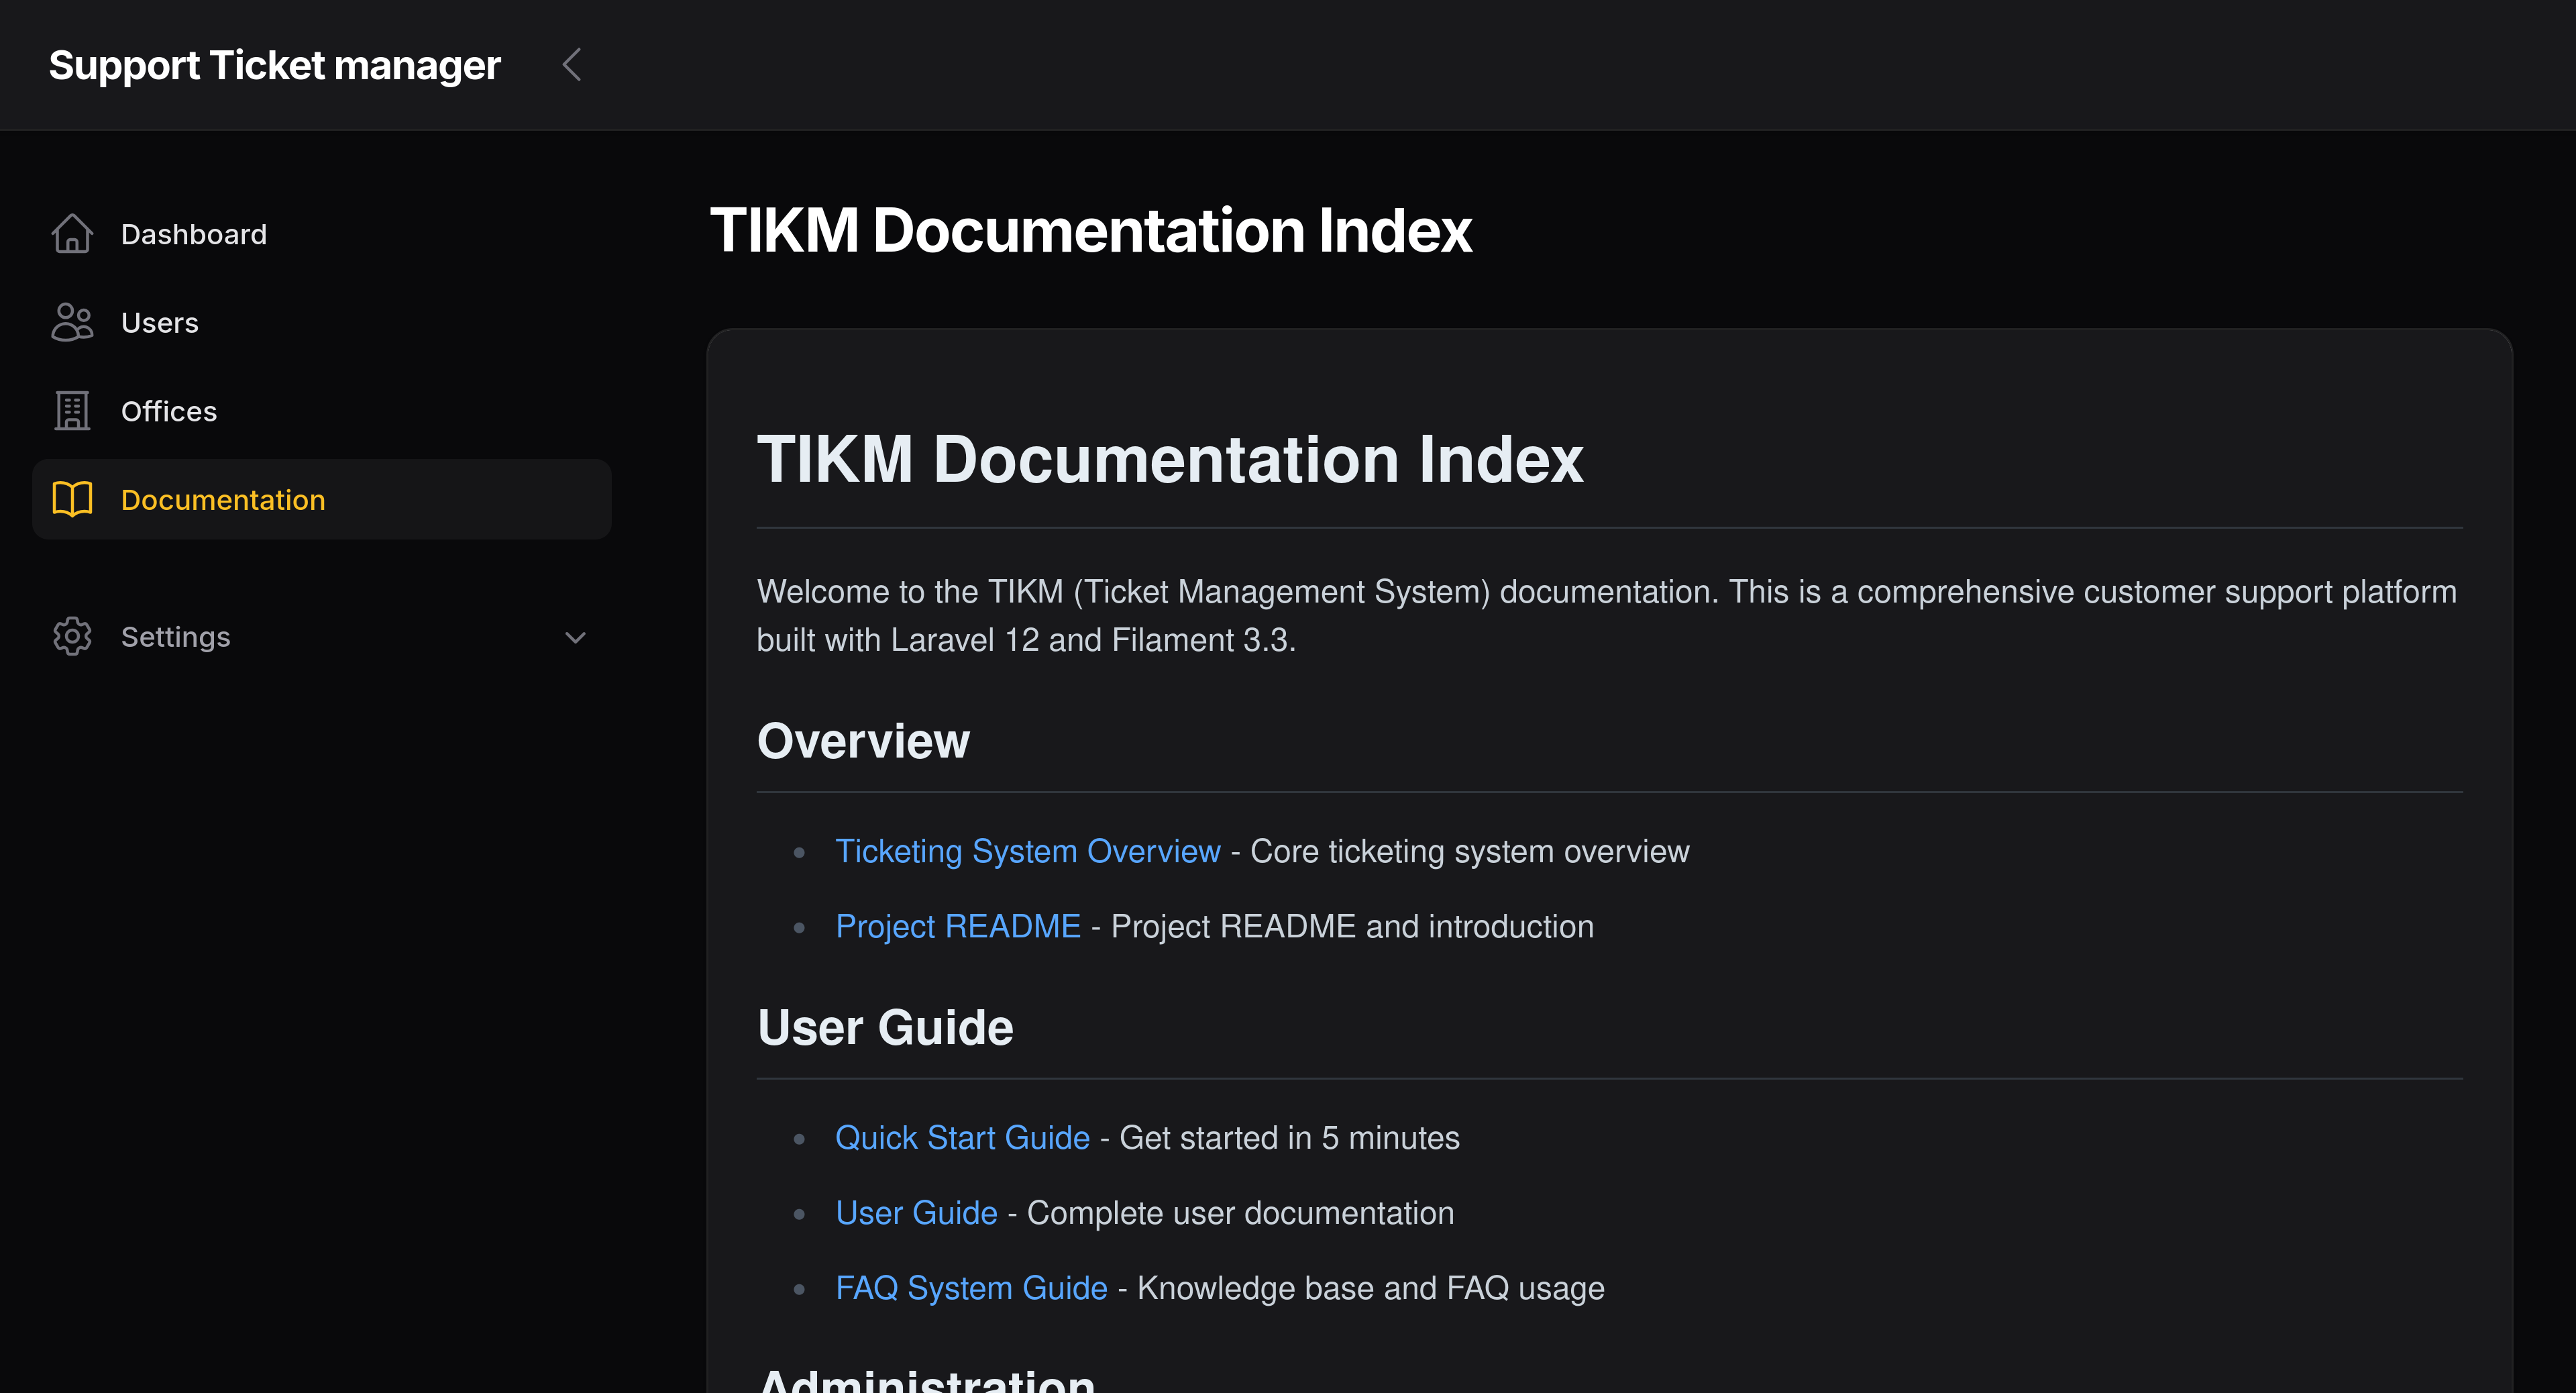 Support Ticket manager
Dashboard
Users
Offices
Documentation
Settings
TIKM Documentation Index
TIKM Documentation Index
Welcome to the TIKM (Ticket Management System) documentation. This is a comprehensive customer support platform
built with Laravel 12 and Filament 3.3.
Overview
Ticketing System Overview - Core ticketing system overview
Project README - Project README and introduction
User Guide
Quick Start Guide - Get started in 5 minutes
User Guide - Complete user documentation
FAQ System Guide - Knowledge base and FAQ usage
Administration